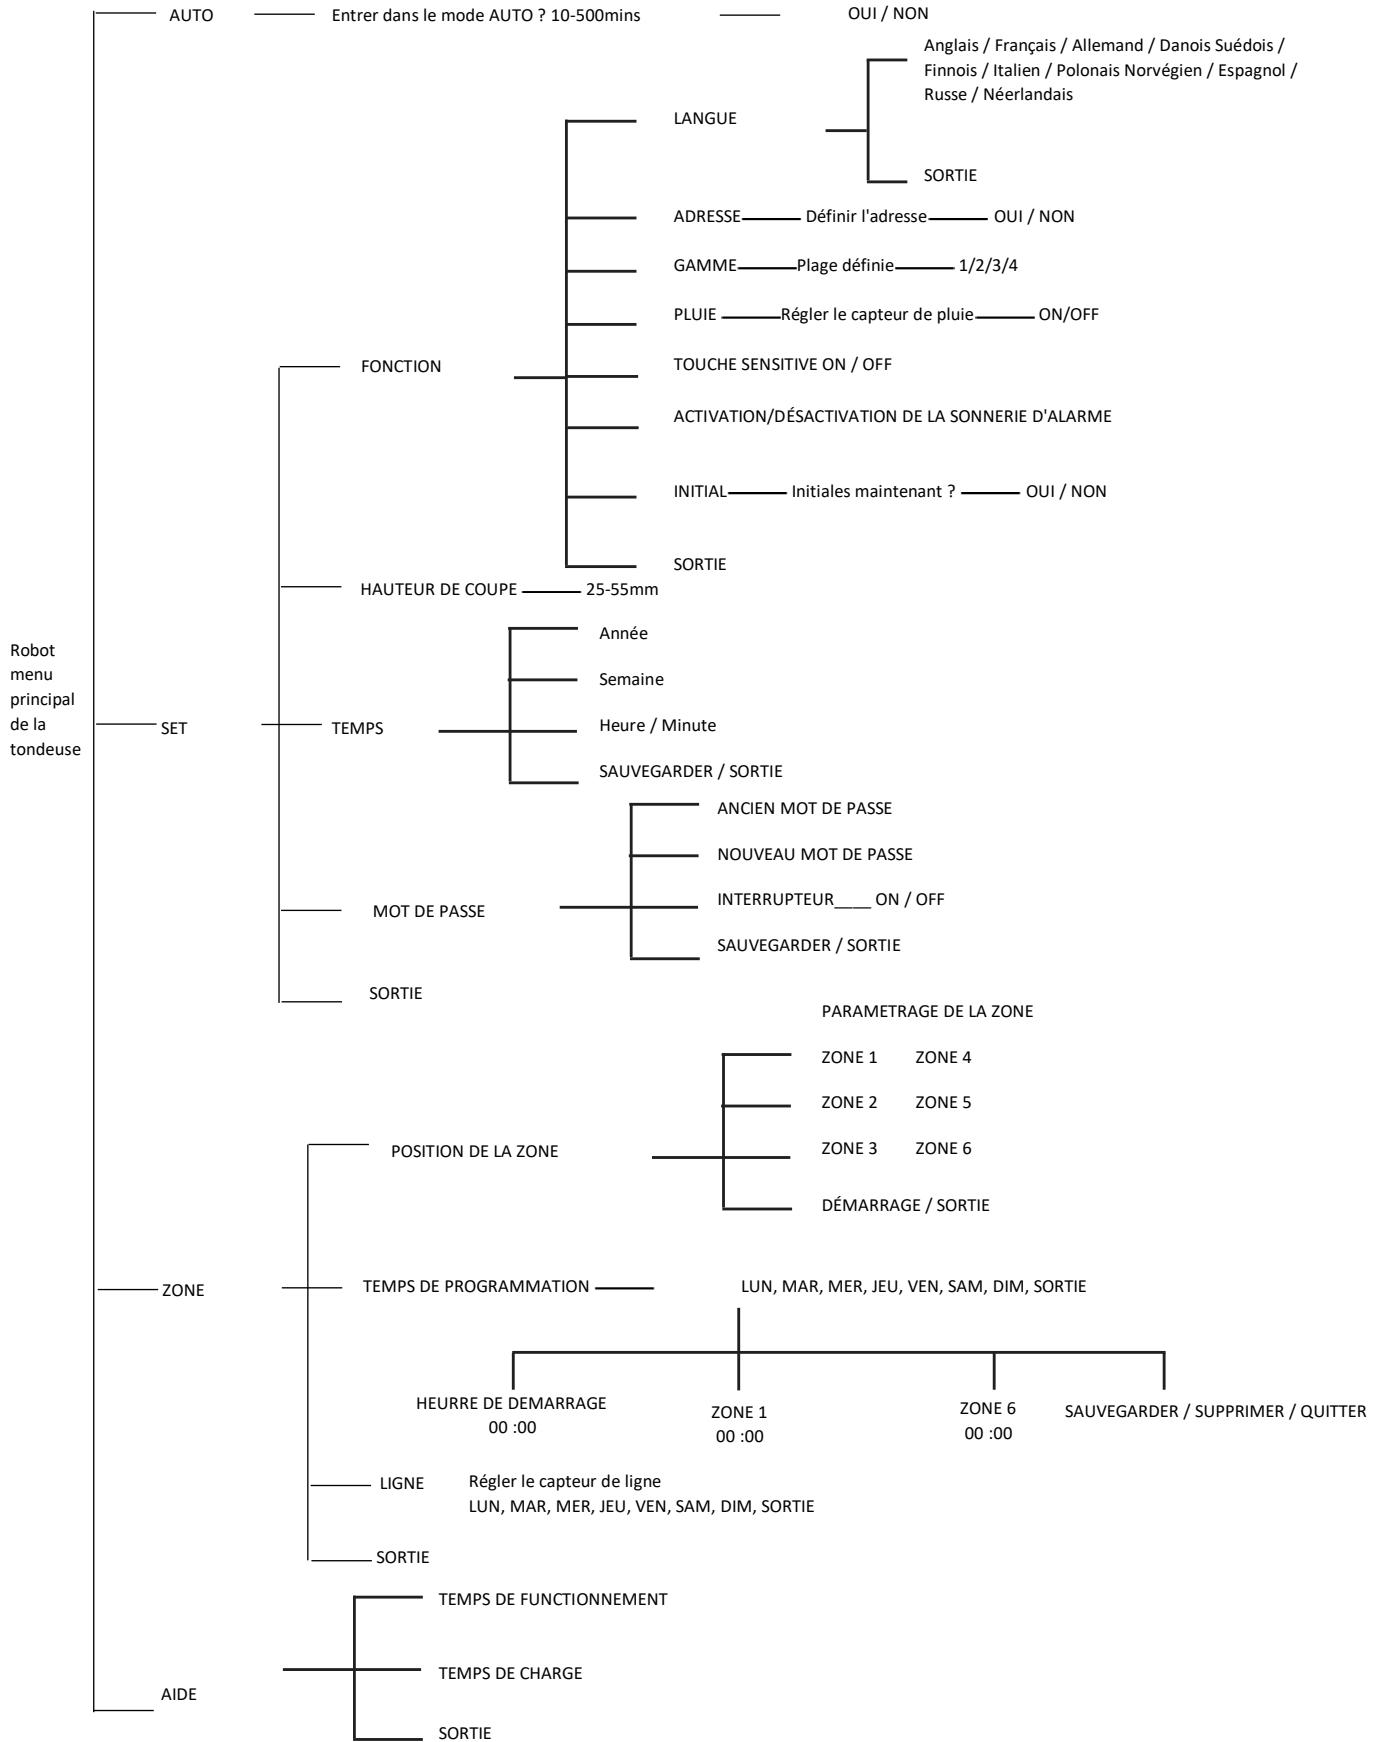 AUTO
Entrer dans le mode AUTO ? 10-500mins
OUI / NON
Anglais / Français / Allemand / Danois Suédois /
Finnois / Italien / Polonais Norvégien / Espagnol /
Russe / Néerlandais
LANGUE
SORTIE
ADRESSE Définir l'adresse OUI / NON
GAMME Plage définie 1/2/3/4
PLUIE Régler le capteur de pluie ON/OFF
FONCTION
TOUCHE SENSITIVE ON / OFF
ACTIVATION/DÉSACTIVATION DE LA SONNERIE D'ALARME
INITIAL Initiales maintenant ? OUI / NON
SORTIE
HAUTEUR DE COUPE 25-55mm
Robot
menu
principal
de la
tondeuse
SET
TEMPS
Année
Semaine
Heure / Minute
SAUVEGARDER / SORTIE
MOT DE PASSE
ANCIEN MOT DE PASSE
NOUVEAU MOT DE PASSE
INTERRUPTEUR____ ON / OFF
SAUVEGARDER / SORTIE
SORTIE
PARAMETRAGE DE LA ZONE
ZONE 1 ZONE 4
ZONE 2 ZONE 5
POSITION DE LA ZONE
ZONE 3 ZONE 6
DÉMARRAGE / SORTIE
ZONE
TEMPS DE PROGRAMMATION
LUN, MAR, MER, JEU, VEN, SAM, DIM, SORTIE
HEURRE DE DEMARRAGE
00 :00
ZONE 1
00 :00
ZONE 6
00 :00
SAUVEGARDER / SUPPRIMER / QUITTER
LIGNE
Régler le capteur de ligne
LUN, MAR, MER, JEU, VEN, SAM, DIM, SORTIE
SORTIE
AIDE
TEMPS DE FUNCTIONNEMENT
TEMPS DE CHARGE
SORTIE